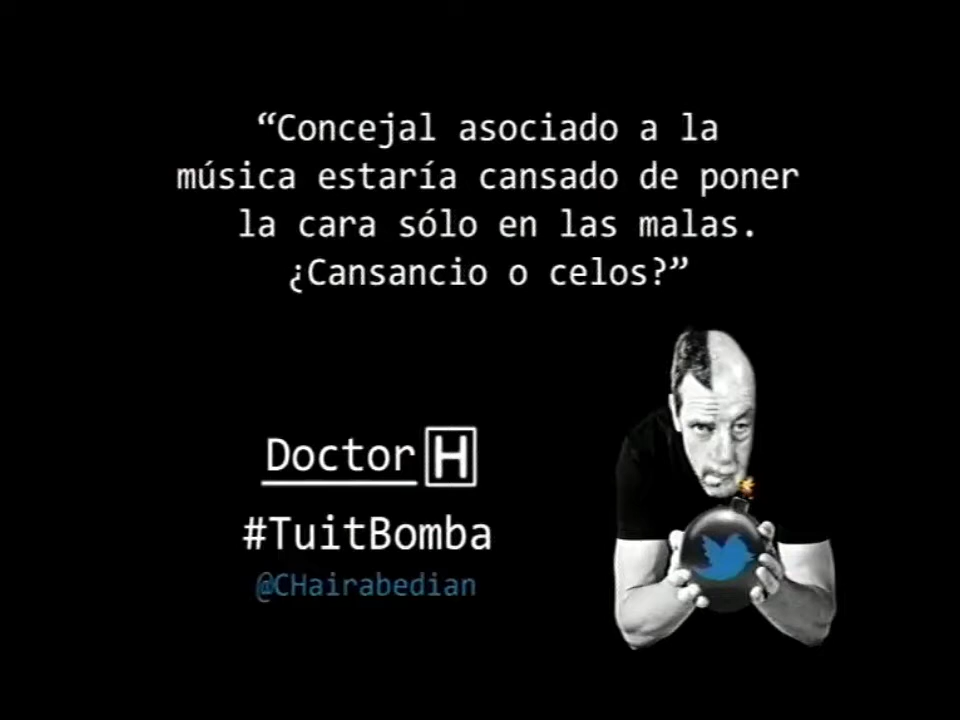 “Concejal asociado a la
música estaría cansado de poner
la cara sólo en las malas.
¿Cansancio o celos?”
Doctor H
#TuitBomba
@CHairabedian